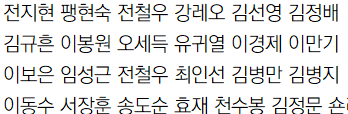 전지현 팽현숙 전철우 강레오 김선영 김정배
김규흔 이봉원 오세득 유귀열 이경제 이만기
이보은 임성근 전철우 최인선 김병만 김병지
이동수 서장훈 송도순 효재 천수봉 김정문